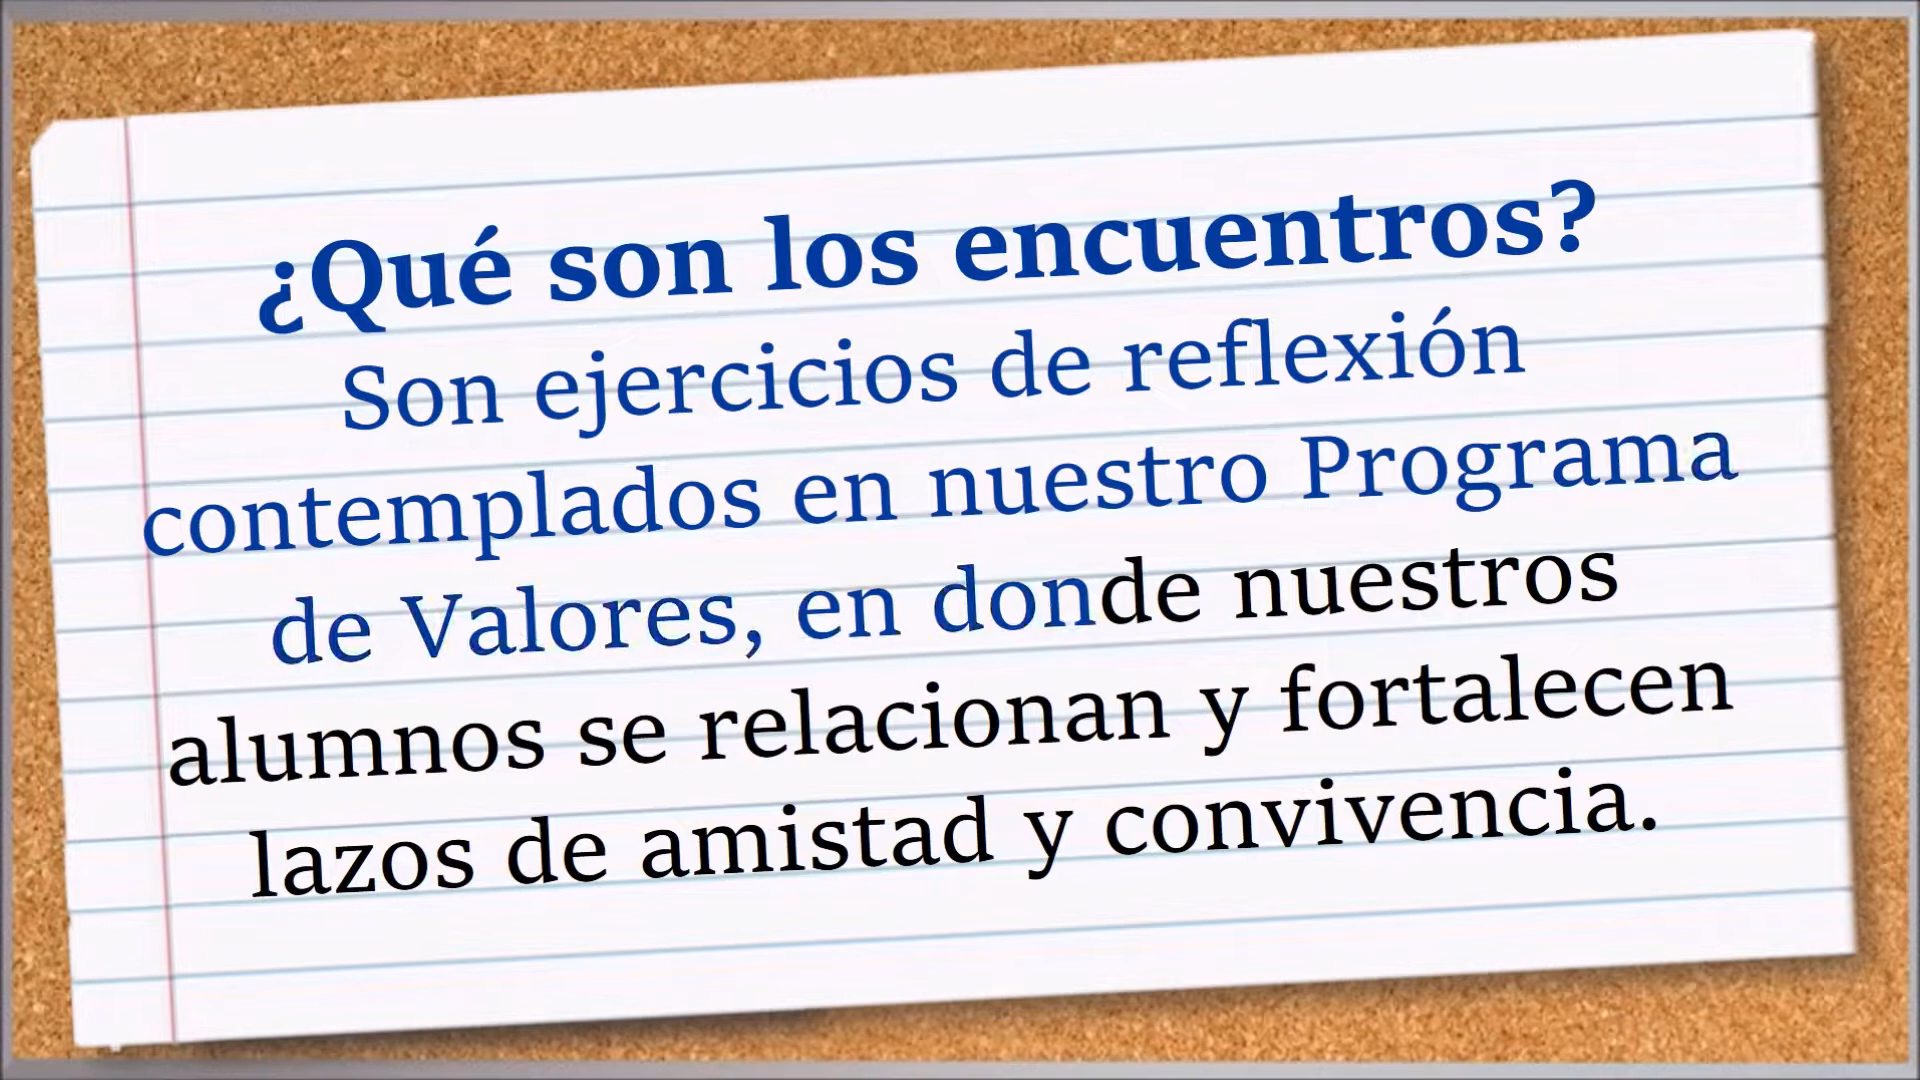 ¿Qué son los encuentros?
Son ejercicios de reflexión
contemplados en nuestro Programa
de Valores, en donde nuestros
alumnos se relacionan y fortalecen
lazos de amistad y convivencia.